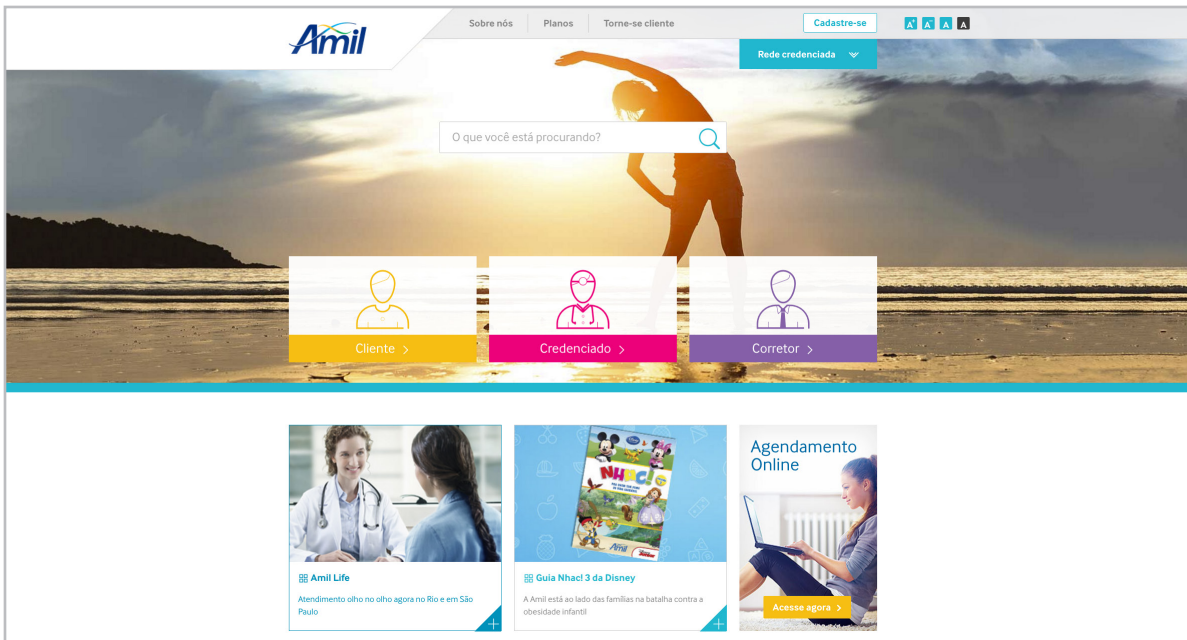 Amil
Sobre nós
Planos
Torne-se cliente
Cadastre-se
A+ A- A A
Rede credenciada
O que você está procurando?
Cliente >
Credenciado >
Corretor >
NHAC!
Amil
Amil Life
Atendimento olho no olho agora no Rio e em São
Paulo
Guia Nhac! 3 da Disney
A Amil está ao lado das famílias na batalha contra a
obesidade infantil
Agendamento
Online
Acesse agora >